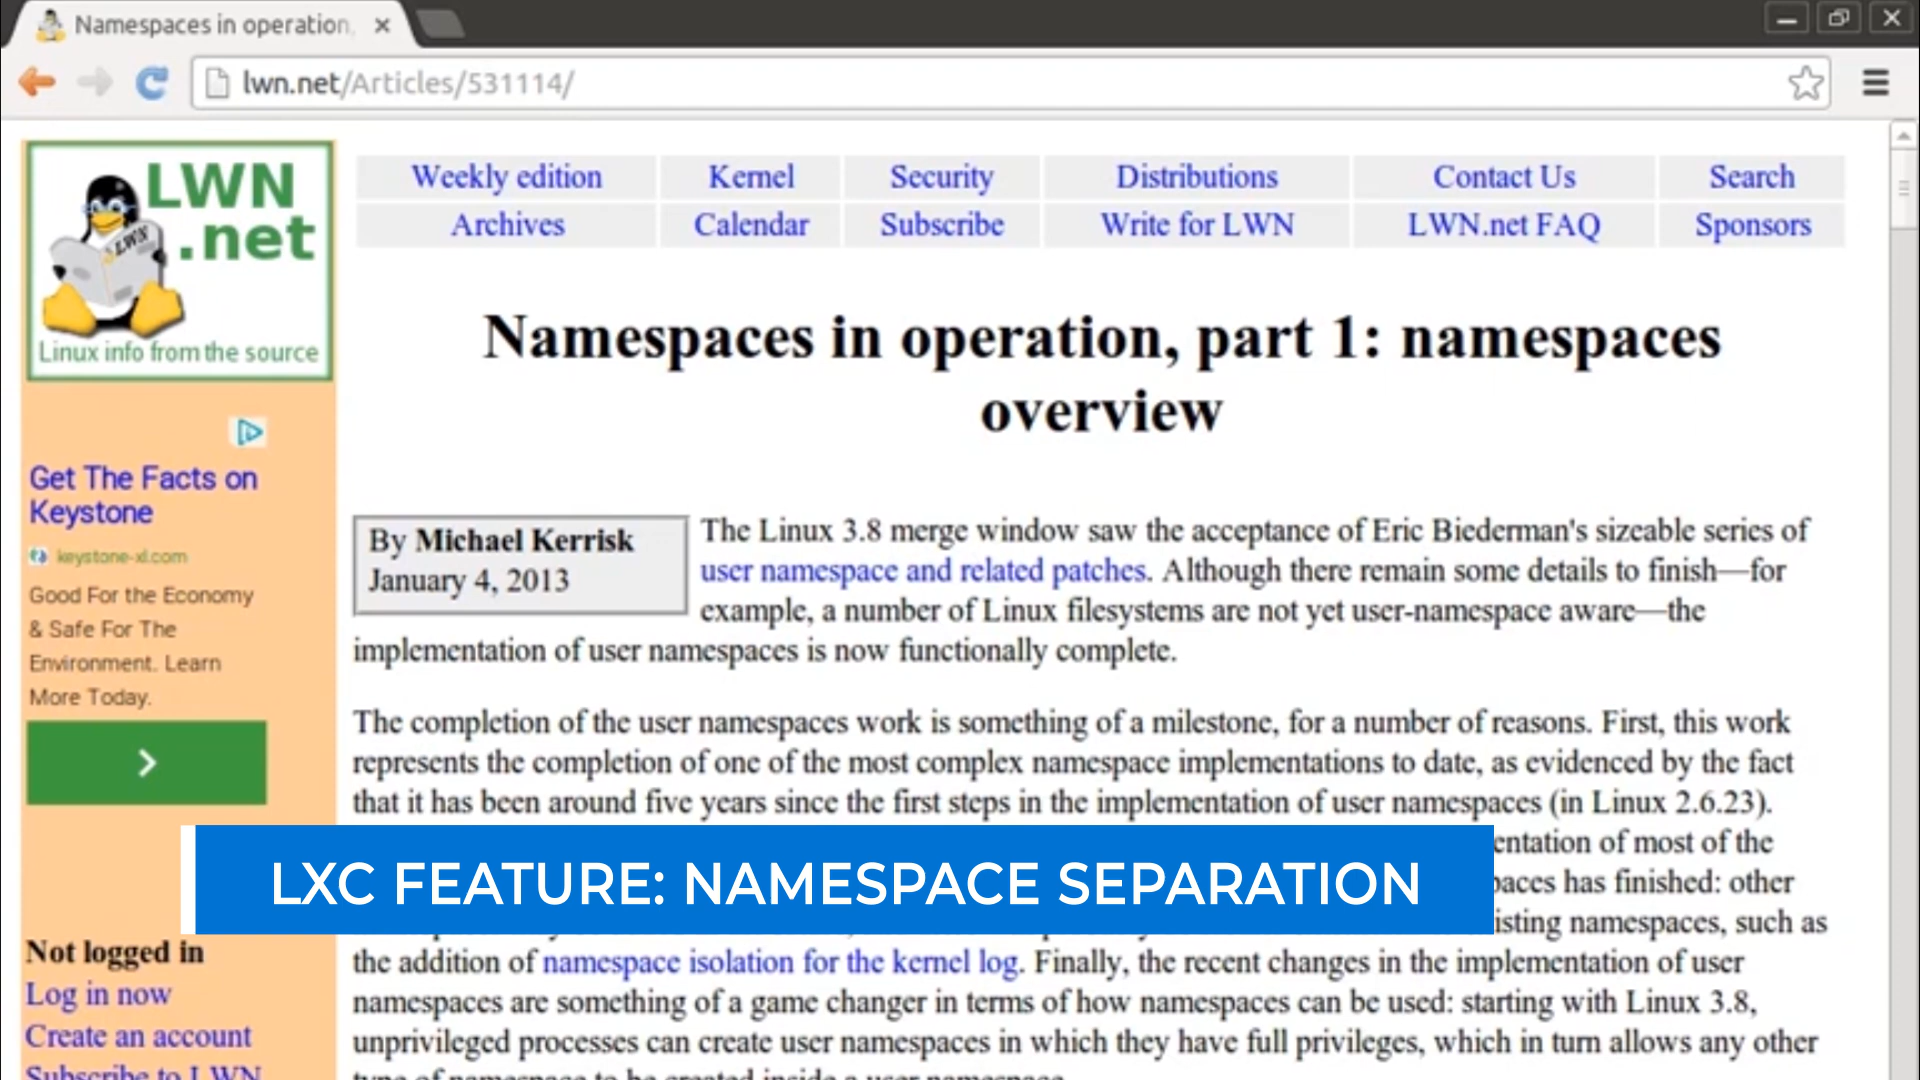 Namespaces in operation,
lwn.net/Articles/531114/
LWN
.net
LWN
Linux info from the source
Weekly edition Kernel Security Distributions Contact Us Search
Archives Calendar Subscribe Write for LWN LWN.net FAQ Sponsors
Namespaces in operation, part 1: namespaces
overview
Get The Facts on
Keystone
keystone-xl.com
Good For the Economy
& Safe For The
Environment. Learn
More Today.
By Michael Kerrisk
January 4, 2013
The Linux 3.8 merge window saw the acceptance of Eric Biederman's sizeable series of
user namespace and related patches. Although there remain some details to finish—for
example, a number of Linux filesystems are not yet user-namespace aware—the
implementation of user namespaces is now functionally complete.
The completion of the user namespaces work is something of a milestone, for a number of reasons. First, this work
represents the completion of one of the most complex namespace implementations to date, as evidenced by the fact
that it has been around five years since the first steps in the implementation of user namespaces (in Linux 2.6.23).
entation of most of the
paces has finished: other
isting namespaces, such as
the addition of namespace isolation for the kernel log. Finally, the recent changes in the implementation of user
namespaces are something of a game changer in terms of how namespaces can be used: starting with Linux 3.8,
unprivileged processes can create user namespaces in which they have full privileges, which in turn allows any other
type of namespace to be created inside a user namespace.
LXC FEATURE: NAMESPACE SEPARATION
Not logged in
Log in now
Create an account
Subscribe to LWN